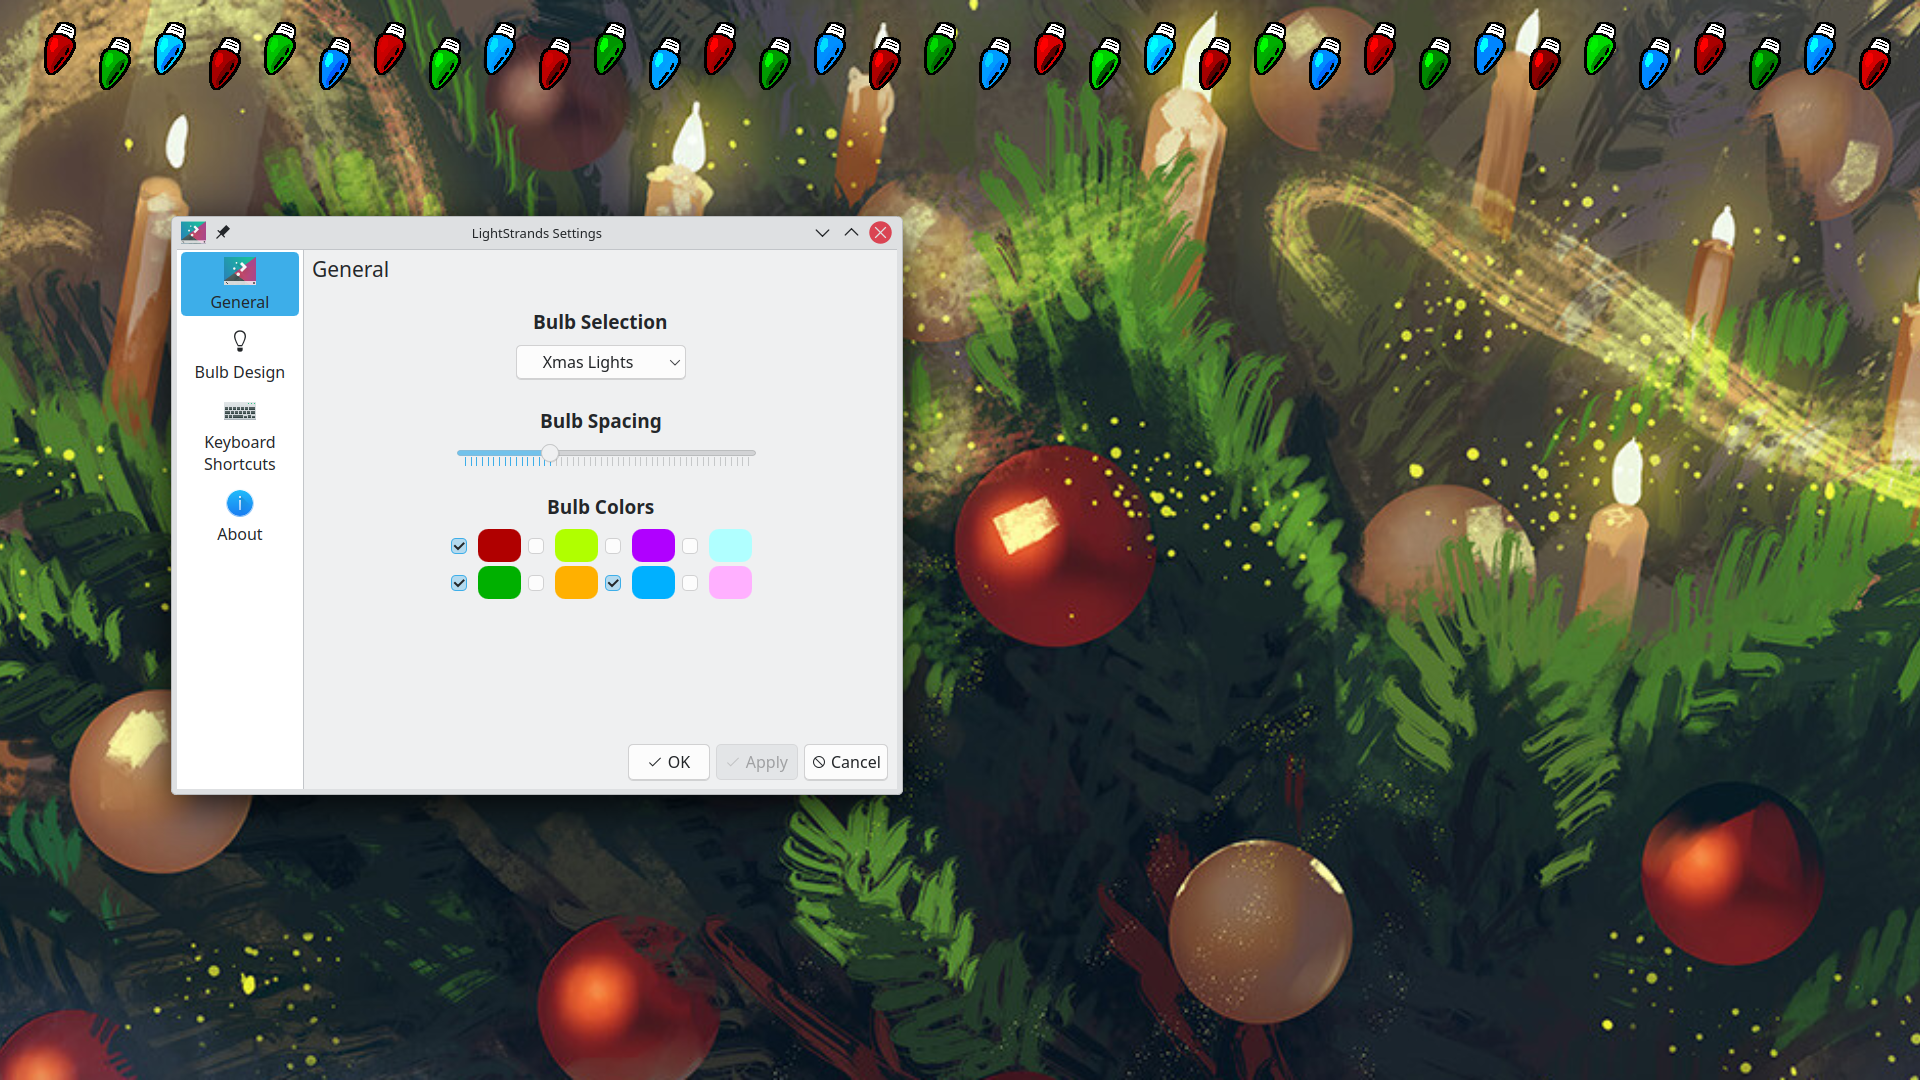 LightStrands Settings
General
General
Bulb Design
Keyboard
Shortcuts
About
Bulb Selection
Xmas Lights
Bulb Spacing
Bulb Colors
OK
Apply
Cancel